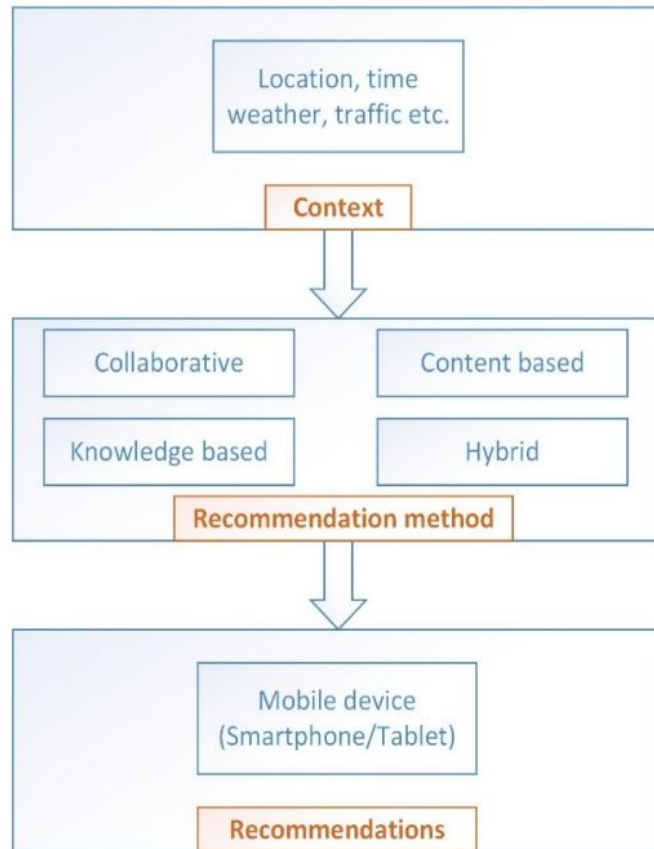 Location, time
weather, traffic etc.
Context
Collaborative
Content based
Knowledge based
Hybrid
Recommendation method
Mobile device
(Smartphone/Tablet)
Recommendations